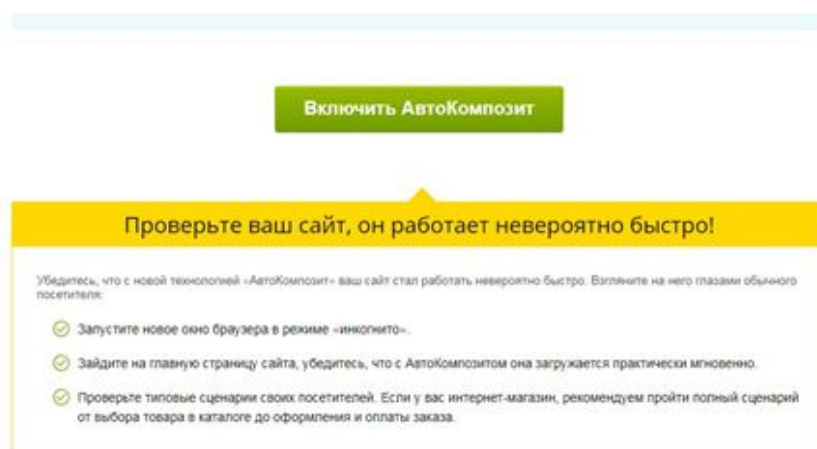 Включить АвтоКомпозит
Проверьте ваш сайт, он работает невероятно быстро!
Убедитесь, что с новой технологией «АвтоКомпозит» ваш сайт стал работать невероятно быстро. Взгляните на него глазами обычного
посетителя:
Запустите новое окно браузера в режиме «инкогнито».
Зайдите на главную страницу сайта, убедитесь, что с АвтоКомпозитом она загружается практически мгновенно.
Проверьте типовые сценарии своих посетителей. Если у вас интернет-магазин, рекомендуем пройти полный сценарий
от выбора товара в каталоге до оформления и оплаты заказа.